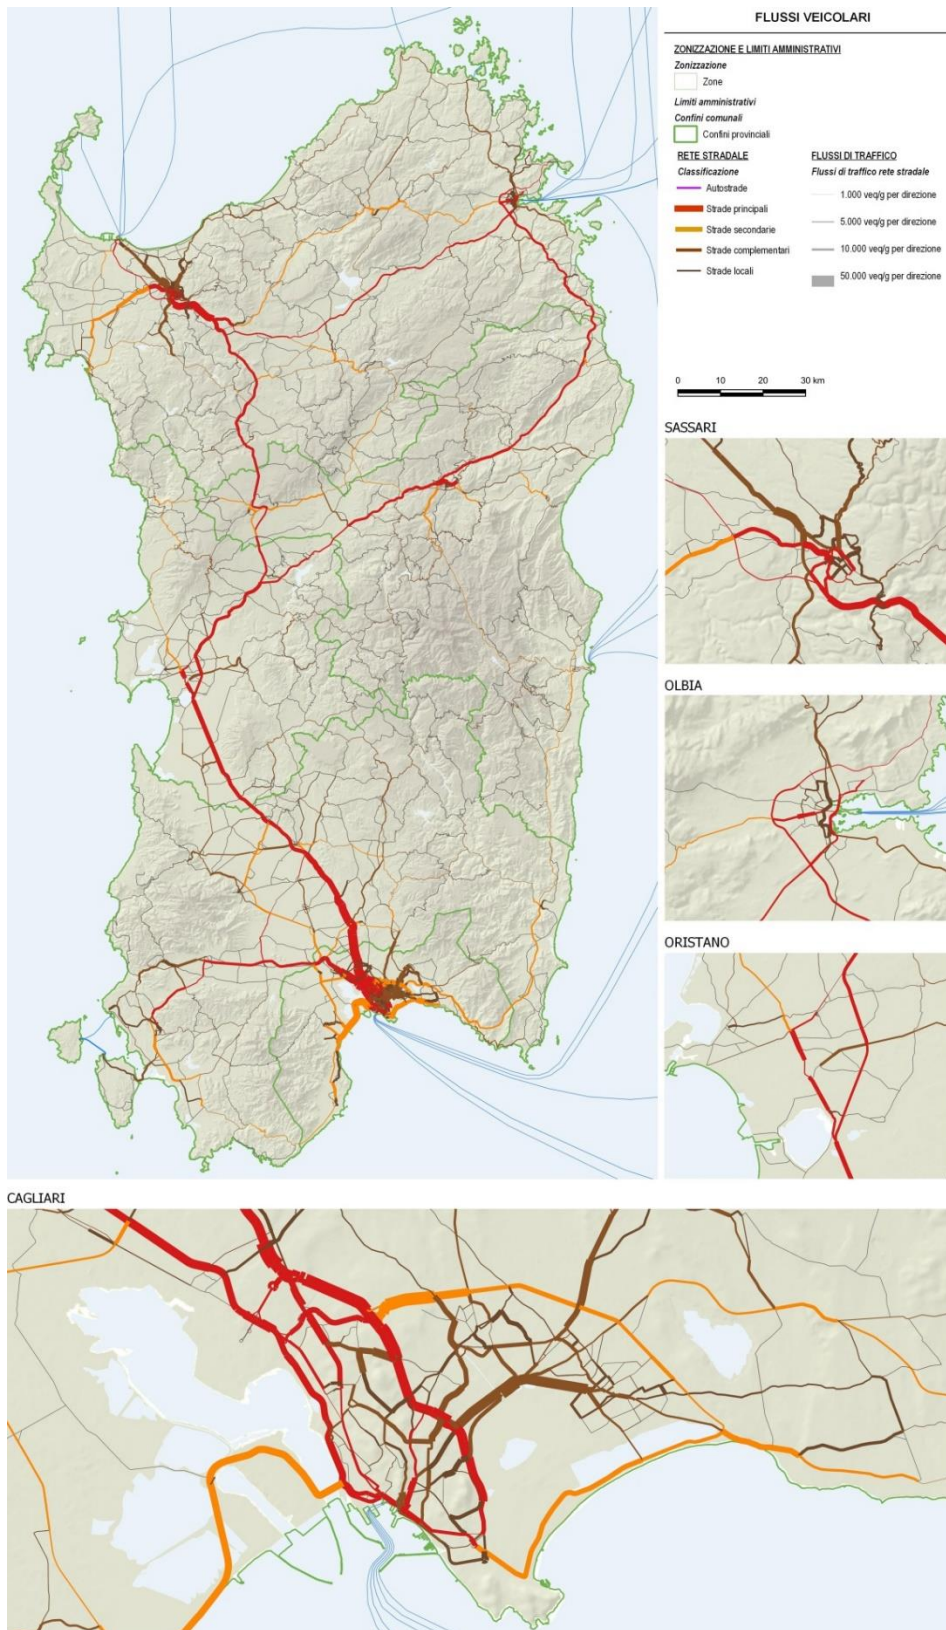 FLUSSI VEICOLARI
ZONIZZAZIONE E LIMITI AMMINISTRATIVI
Zonizzazione
Zone
Limiti amministrativi
Confini comunali
Confini provinciali
RETE STRADALE
Classificazione
Autostrade
Strade principali
Strade secondarie
Strade complementari
Strade locali
FLUSSI DI TRAFFICO
Flussi di traffico rete stradale
1.000 veq/g per direzione
5.000 veq/g per direzione
10.000 veq/g per direzione
50.000 veq/g per direzione
0 10 20 30 km
SASSARI
OLBIA
ORISTANO
CAGLIARI